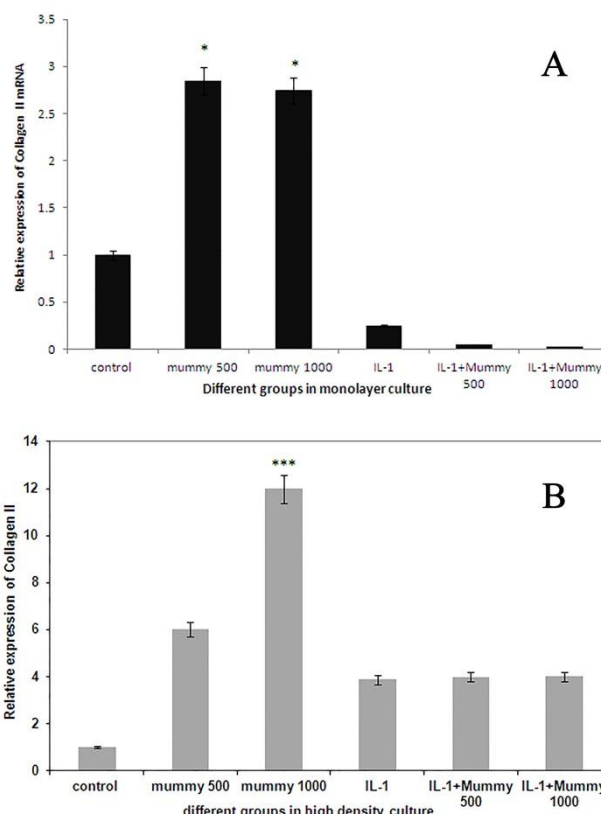 A
Relative expression of Collagen II mRNA
3.5
3
2.5
2
1.5
1
0.5
0
*
*
control
mummy 500
mummy 1000
IL-1
IL-1+Mummy 500
IL-1+Mummy 1000
Different groups in monolayer culture
B
Relative expression of Collagen II
14
12
10
8
6
4
2
0
***
control
mummy 500
mummy 1000
IL-1
IL-1+Mummy 500
IL-1+Mummy 1000
different groups in high density culture